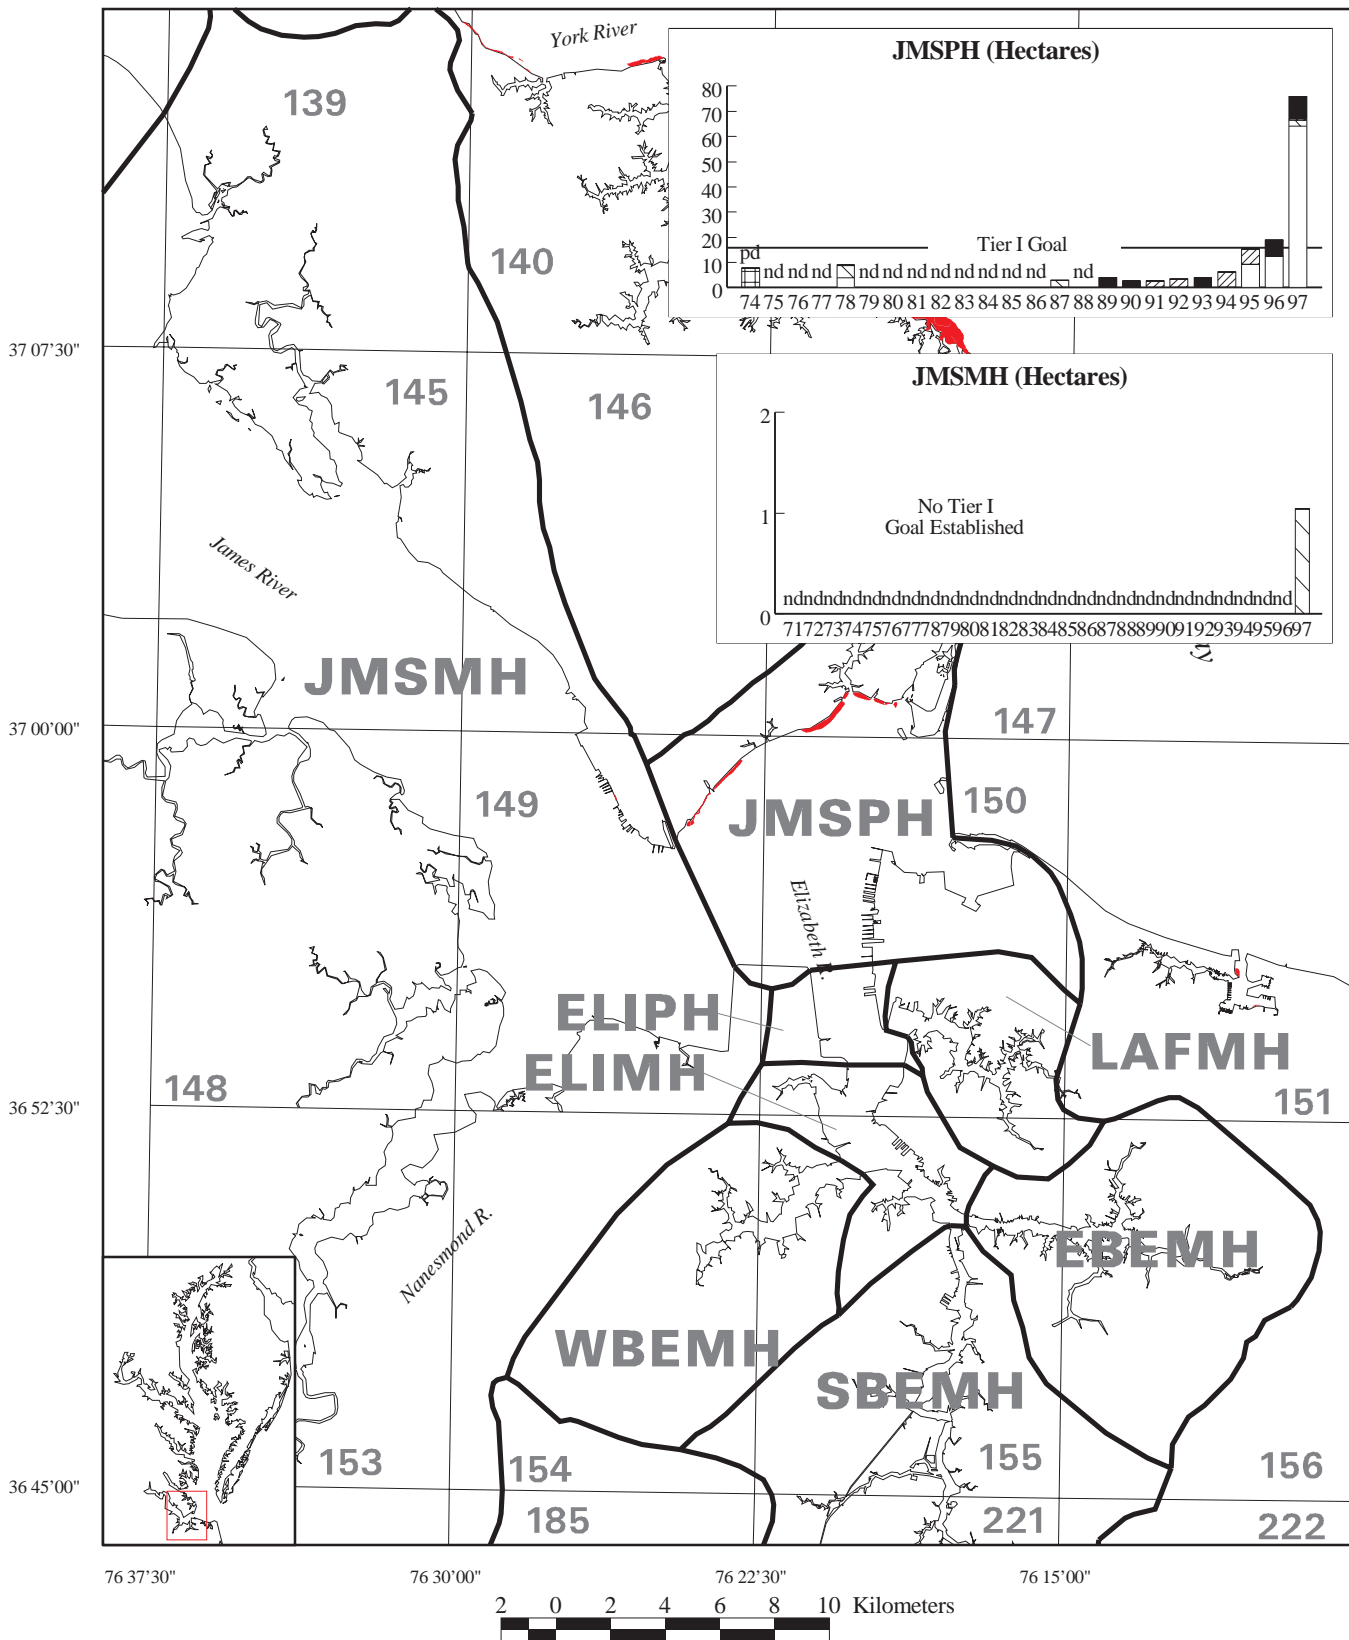 York River
JMSPH (Hectares)
80
70
60
50
40
30
20
10
0
Tier I Goal
pd
nd nd nd nd nd nd nd nd nd nd nd nd
74 75 76 77 78 79 80 81 82 83 84 85 86 87 88 89 90 91 92 93 94 95 96 97
139
140
37 07'30"
145
146
JMSMH (Hectares)
2
1
0
No Tier I
Goal Established
ndndndndndndndndndndndndndndndndndndndndndndndndndnd
717273747576777879808182838485868788899091929394959697
James River
JMSMH
37 00'00"
147
149
150
JMSPH
Elizabeth R.
ELIPH
ELIMH
LAFMH
148
151
36 52'30"
Nanesmond R.
EBEMH
WBEMH
SBEMH
153
154
155
156
36 45'00"
185
221
222
76 37'30"
76 30'00"
76 22'30"
76 15'00"
2 0 2 4 6 8 10 Kilometers